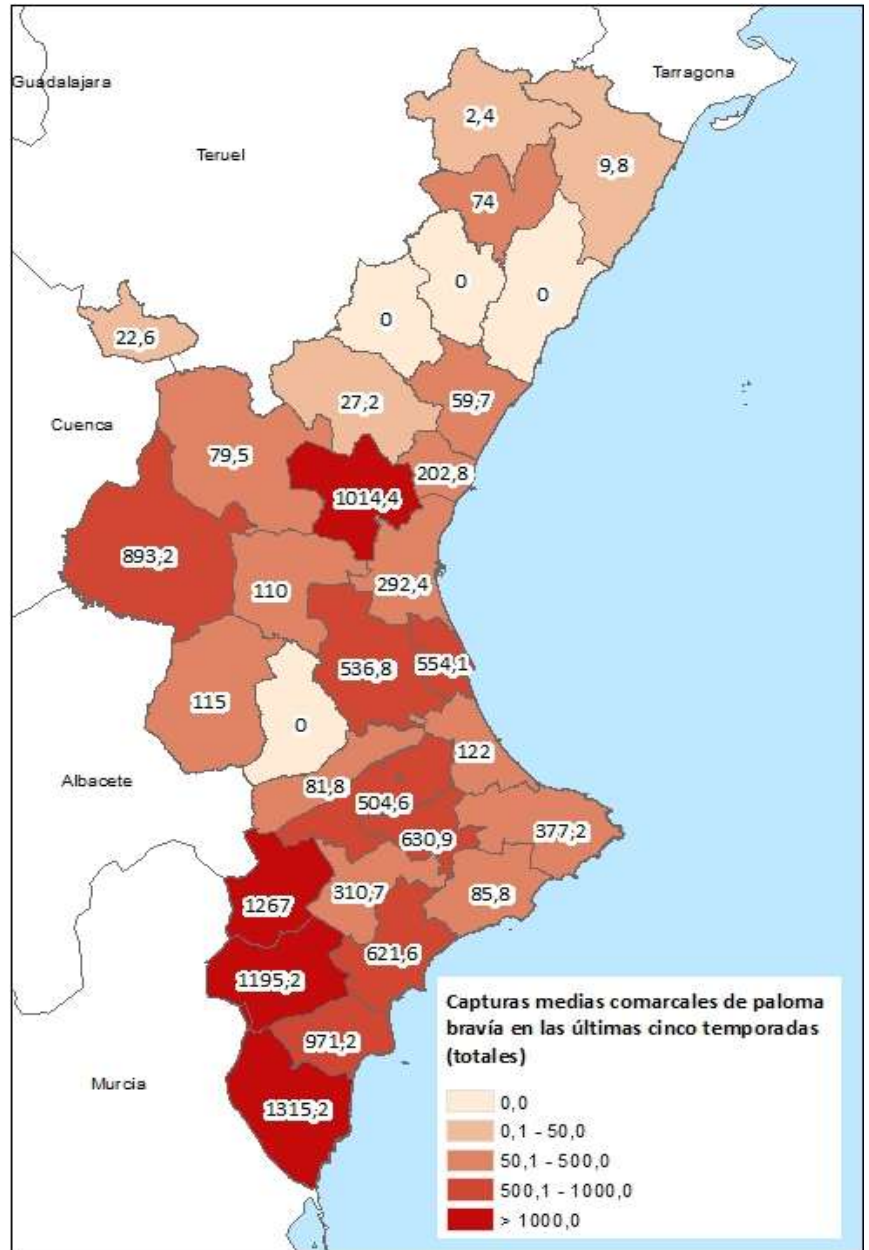 Guadalajara
Tarragona
2,4
Teruel
9,8
74
0
0
0
22,6
27,2
59,7
Cuenca
79,5
202,8
1014,4
893,2
110
292,4
536,8
554,1
115
0
122
Albacete
81,8
504,6
377,2
630,9
310,7
85,8
1267
621,6
1195,2
971,2
Murcia
1315,2
Capturas medias comarcales de paloma
bravía en las últimas cinco temporadas
(totales)
0,0
0,1 - 50,0
50,1 - 500,0
500,1 - 1000,0
> 1000,0